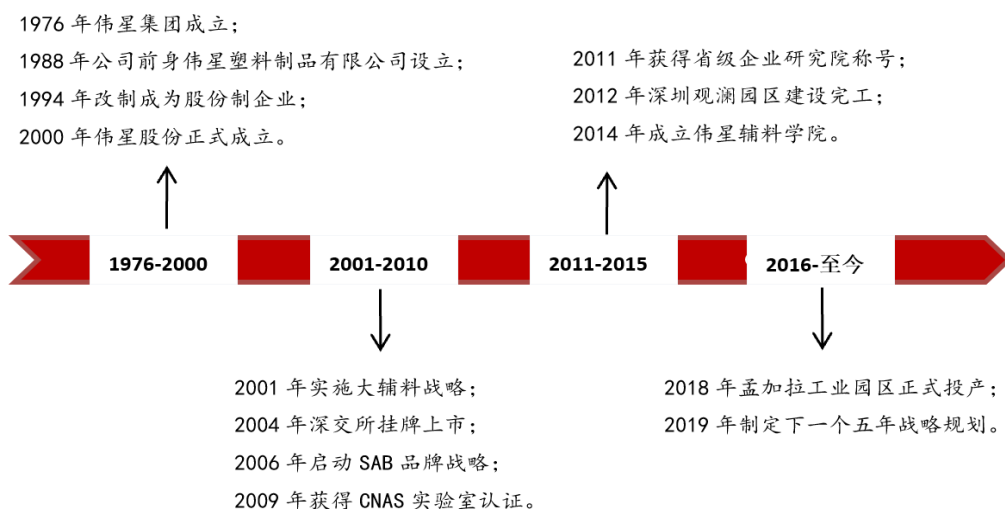 1976 年伟星集团成立；
1988 年公司前身伟星塑料制品有限公司设立；
1994 年改制成为股份制企业；
2000 年伟星股份正式成立。
2011 年获得省级企业研究院称号；
2012 年深圳观澜园区建设完工；
2014 年成立伟星辅料学院。
1976-2000
2001-2010
2011-2015
2016-至今
2001 年实施大辅料战略；
2004 年深交所挂牌上市；
2006 年启动 SAB 品牌战略；
2009 年获得 CNAS 实验室认证。
2018 年孟加拉工业园区正式投产；
2019 年制定下一个五年战略规划。